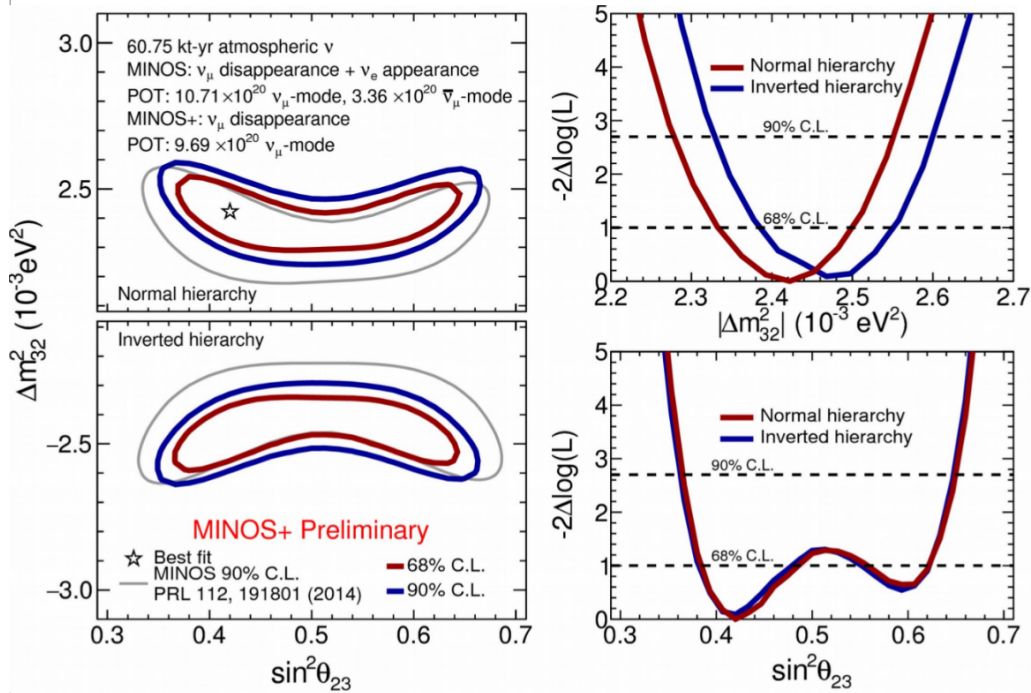 3.0
2.5
−2.5
−3.0
Δm²₃₂ (10⁻³eV²)
60.75 kt-yr atmospheric ν
MINOS: νμ disappearance + νe appearance
POT: 10.71×10²⁰ νμ-mode, 3.36 ×10²⁰ ν̄μ-mode
MINOS+: νμ disappearance
POT: 9.69 ×10²⁰ νμ-mode
Normal hierarchy
Inverted hierarchy
MINOS+ Preliminary
Best fit
MINOS 90% C.L.
PRL 112, 191801 (2014)
68% C.L.
90% C.L.
0.3 0.4 0.5 0.6 0.7
sin²θ₂₃
-2Δlog(L)
5
4
3
2
1
0
Normal hierarchy
Inverted hierarchy
90% C.L.
68% C.L.
2.2 2.3 2.4 2.5 2.6 2.7
|Δm²₃₂| (10⁻³ eV²)
-2Δlog(L)
5
4
3
2
1
0
Normal hierarchy
Inverted hierarchy
90% C.L.
68% C.L.
0.3 0.4 0.5 0.6 0.7
sin²θ₂₃